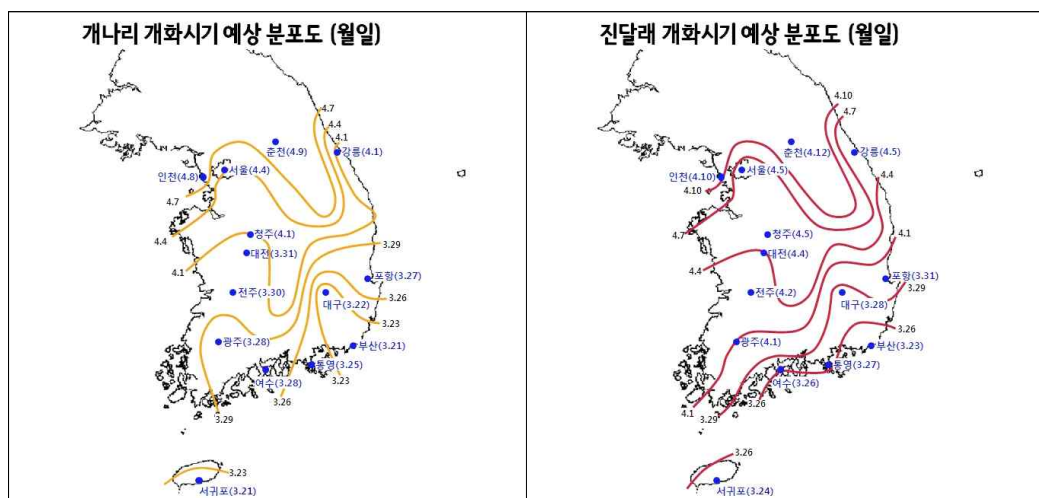 개나리 개화시기 예상 분포도 (월일)
4.7
4.4
4.1
춘천(4.9)
강릉(4.1)
인천(4.8)
서울(4.4)
4.7
4.4
청주(4.1)
3.29
대전(3.31)
4.1
포항(3.27)
전주(3.30)
대구(3.22)
3.26
3.23
광주(3.28)
부산(3.21)
통영(3.25)
여수(3.28)
3.23
3.26
3.29
3.23
서귀포(3.21)
진달래 개화시기 예상 분포도 (월일)
4.10
4.7
춘천(4.12)
강릉(4.5)
인천(4.10)
서울(4.5)
4.4
4.10
4.7
청주(4.5)
4.1
대전(4.4)
4.4
포항(3.31)
3.29
전주(4.2)
대구(3.28)
3.26
광주(4.1)
부산(3.23)
통영(3.27)
여수(3.26)
4.1
3.29
3.26
3.26
서귀포(3.24)